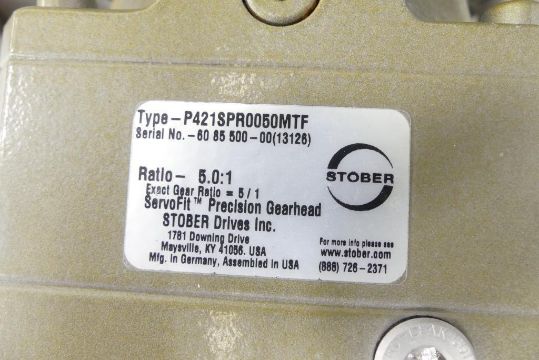 Type-P421SPR0050MTF
Serial No.-60 85 500-00(13126)
Ratio- 5.0:1
Exact Gear Ratio = 5/1
ServoFit™ Precision Gearhead
STOBER Drives Inc.
1781 Downing Drive
Maysville, KY 41056. USA
Mfg. in Germany, Assembled in USA
STÖBER
For more info please see
www.stober.com
(888) 726-2371